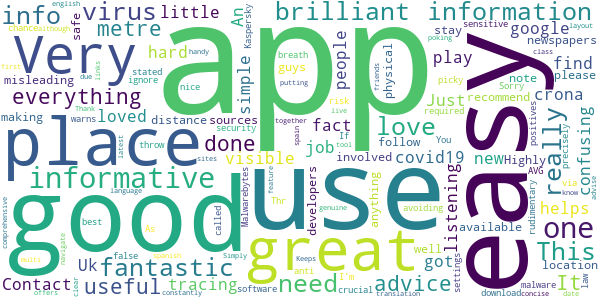 info virus little An brilliant information
chance although safe Kaspersky google stay sensitive english layout
Very metre hard simple people play newspapers class
first misleading links handy breath guys physical find poking
due stated ignore nice putting note please picky
everything app easy
making loved distance sources fact risk friends love Just recommend crona
latest warns security live follow Sorry required You positives
place throw together job involved covid19 really precisely confusing
sites done If tool visible listening new Highly AVG
informative spain developers available know via
language feature called Malwarebytes anything rudimentary one
comprehensive good use
best As Thr genuine avoiding helps This
Uk fantastic great advice got well location
muini false Simply Keeps I'm settings It law
Contact navigate spanish tracing need anti crucial download malware
offers clear useful software constantly translation concise date advise